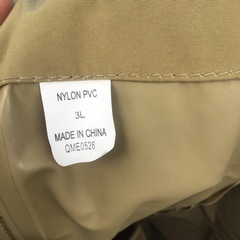 NYLON PVC
3L
MADE IN CHINA
QME0526